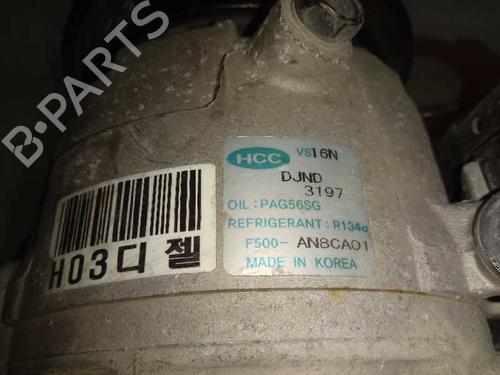 B-PARTS
HCC VS16N
DJND
3197
OIL : PAG56SG
REFRIGERANT : R134a
F500- AN8CA01
MADE IN KOREA
H03디젤